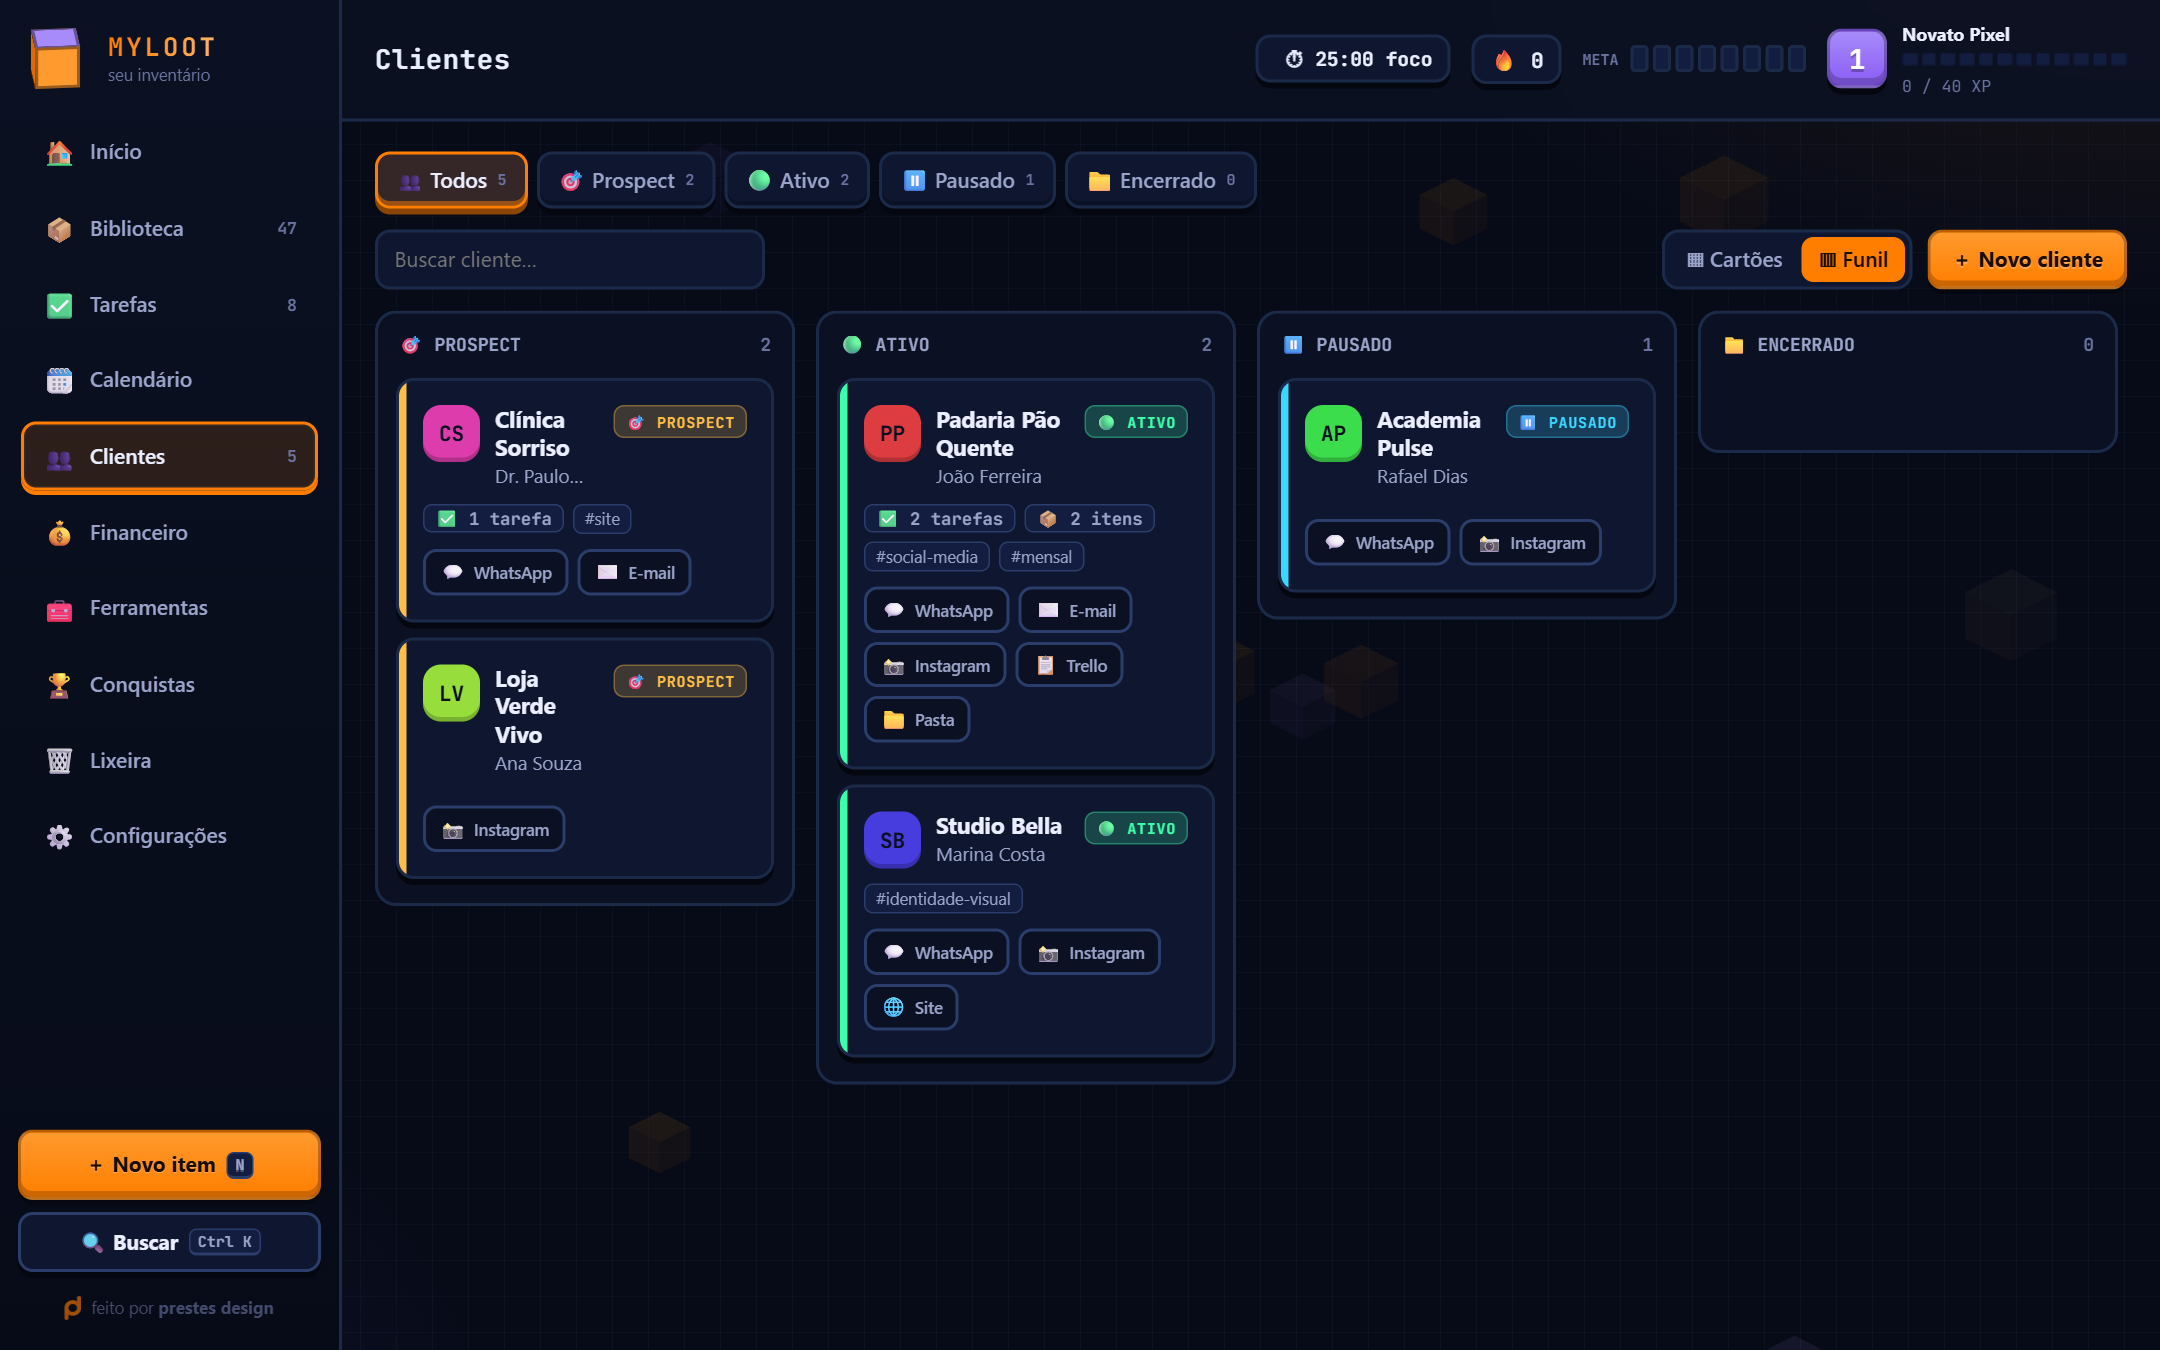 MYLOOT
seu inventário
Início
Biblioteca 47
Tarefas 8
Calendário
Clientes 5
Financeiro
Ferramentas
Conquistas
Lixeira
Configurações
+ Novo item N
Buscar Ctrl K
feito por prestes design
Clientes
25:00 foco
0
META
1
Novato Pixel
0 / 40 XP
Todos 5
Prospect 2
Ativo 2
Pausado 1
Encerrado 0
Buscar cliente...
Cartões
Funil
+ Novo cliente
PROSPECT 2
CS
Clínica
Sorriso
Dr. Paulo...
PROSPECT
1 tarefa
#site
WhatsApp
E-mail
LV
Loja
Verde
Vivo
Ana Souza
PROSPECT
Instagram
ATIVO 2
PP
Padaria Pão
Quente
João Ferreira
ATIVO
2 tarefas
2 itens
#social-media
#mensal
WhatsApp
E-mail
Instagram
Trello
Pasta
SB
Studio Bella
Marina Costa
ATIVO
#identidade-visual
WhatsApp
Instagram
Site
PAUSADO 1
AP
Academia
Pulse
Rafael Dias
PAUSADO
WhatsApp
Instagram
ENCERRADO 0